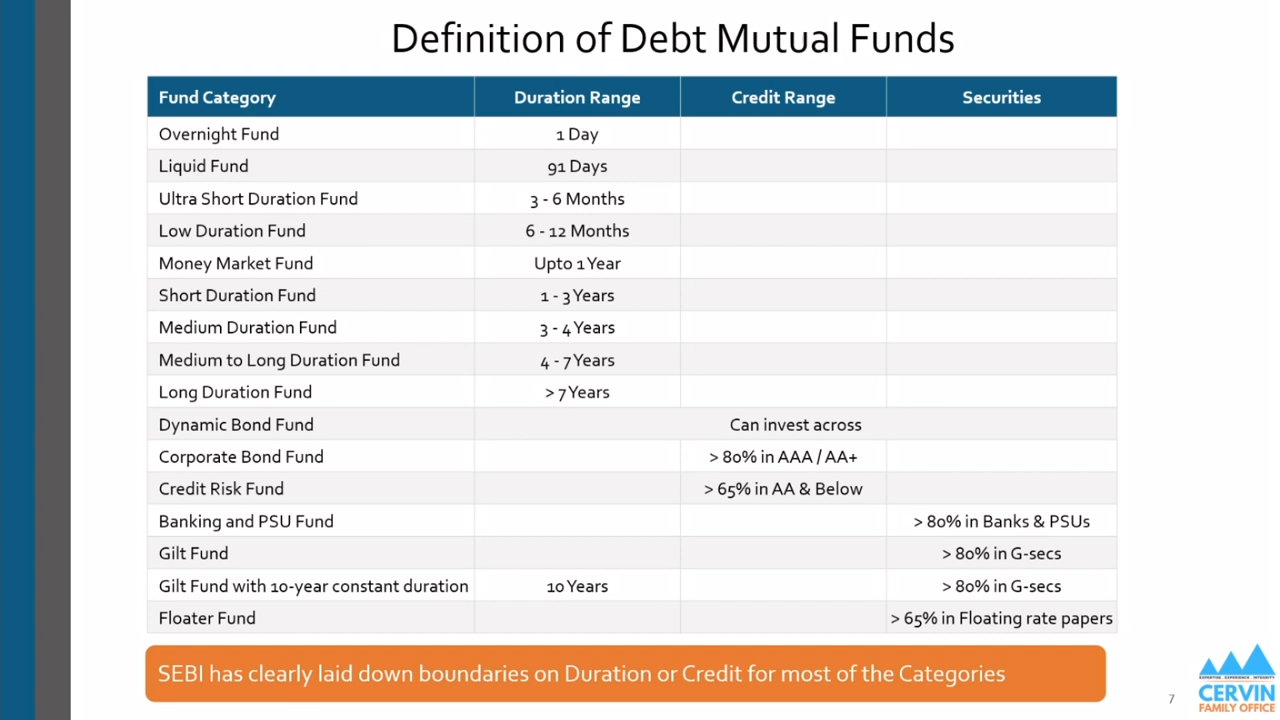 Definition of Debt Mutual Funds
Fund Category Duration Range Credit Range Securities
Overnight Fund 1 Day
Liquid Fund 91 Days
Ultra Short Duration Fund 3 - 6 Months
Low Duration Fund 6 - 12 Months
Money Market Fund Upto 1 Year
Short Duration Fund 1 - 3 Years
Medium Duration Fund 3 - 4 Years
Medium to Long Duration Fund 4 - 7 Years
Long Duration Fund > 7 Years
Dynamic Bond Fund Can invest across
Corporate Bond Fund > 80% in AAA / AA+
Credit Risk Fund > 65% in AA & Below
Banking and PSU Fund > 80% in Banks & PSUs
Gilt Fund > 80% in G-secs
Gilt Fund with 10-year constant duration 10 Years > 80% in G-secs
Floater Fund > 65% in Floating rate papers
SEBI has clearly laid down boundaries on Duration or Credit for most of the Categories
7
EXPERTISE · EXPERIENCE · INTEGRITY
CERVIN
FAMILY OFFICE